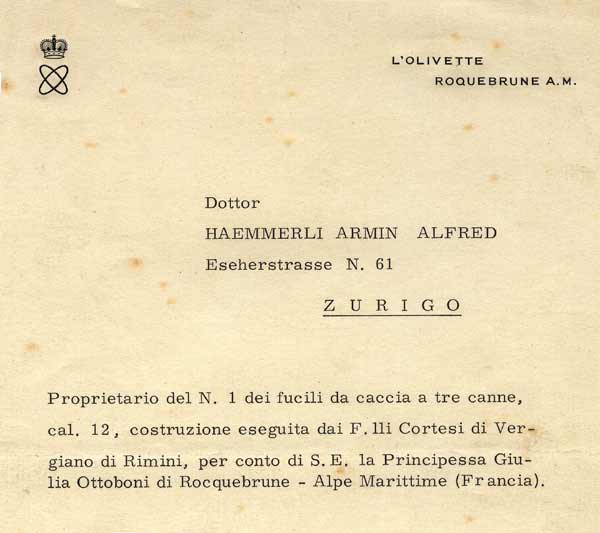 L'OLIVETTE
ROQUEBRUNE A.M.
Dottor
HAEMMERLI ARMIN ALFRED
Eseherstrasse N. 61
ZURIGO
Proprietario del N. 1 dei fucili da caccia a tre canne,
cal. 12, costruzione eseguita dai F.lli Cortesi di Ver-
giano di Rimini, per conto di S.E. la Principessa Giu-
lia Ottoboni di Rocquebrune - Alpe Marittime (Francia).